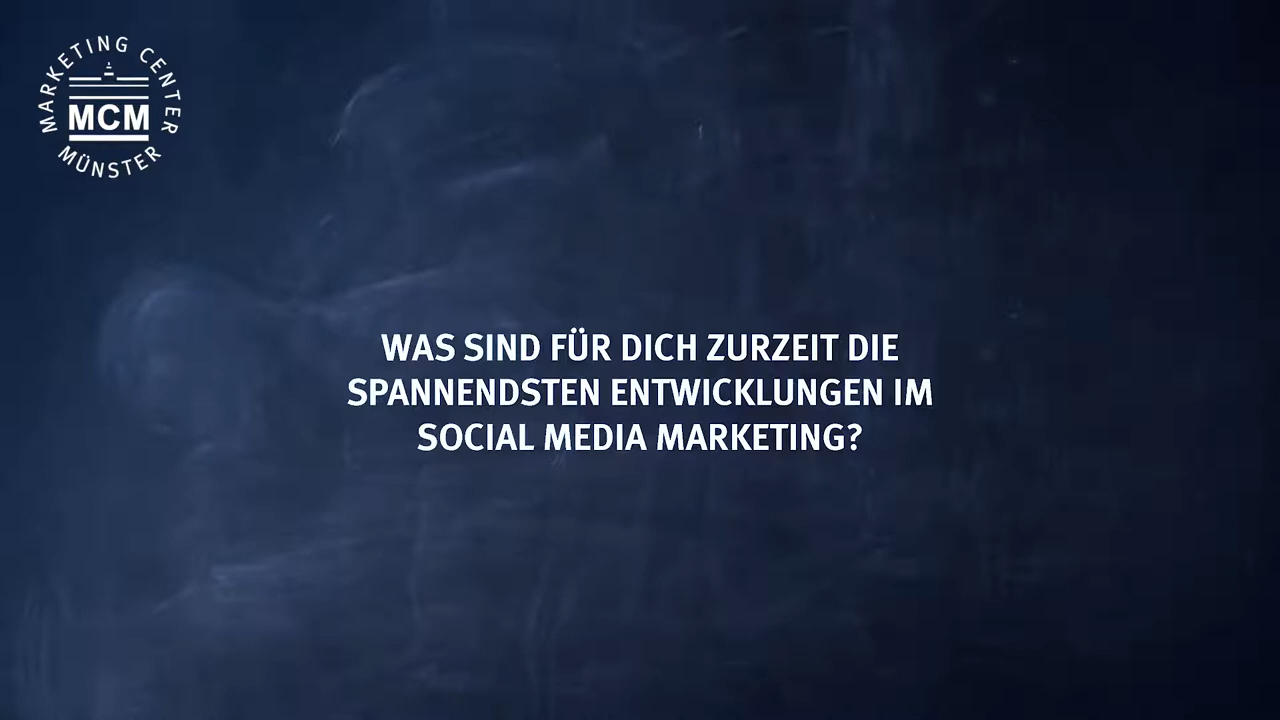 MARKETING CENTER
MCM
MÜNSTER
WAS SIND FÜR DICH ZURZEIT DIE
SPANNENDSTEN ENTWICKLUNGEN IM
SOCIAL MEDIA MARKETING?